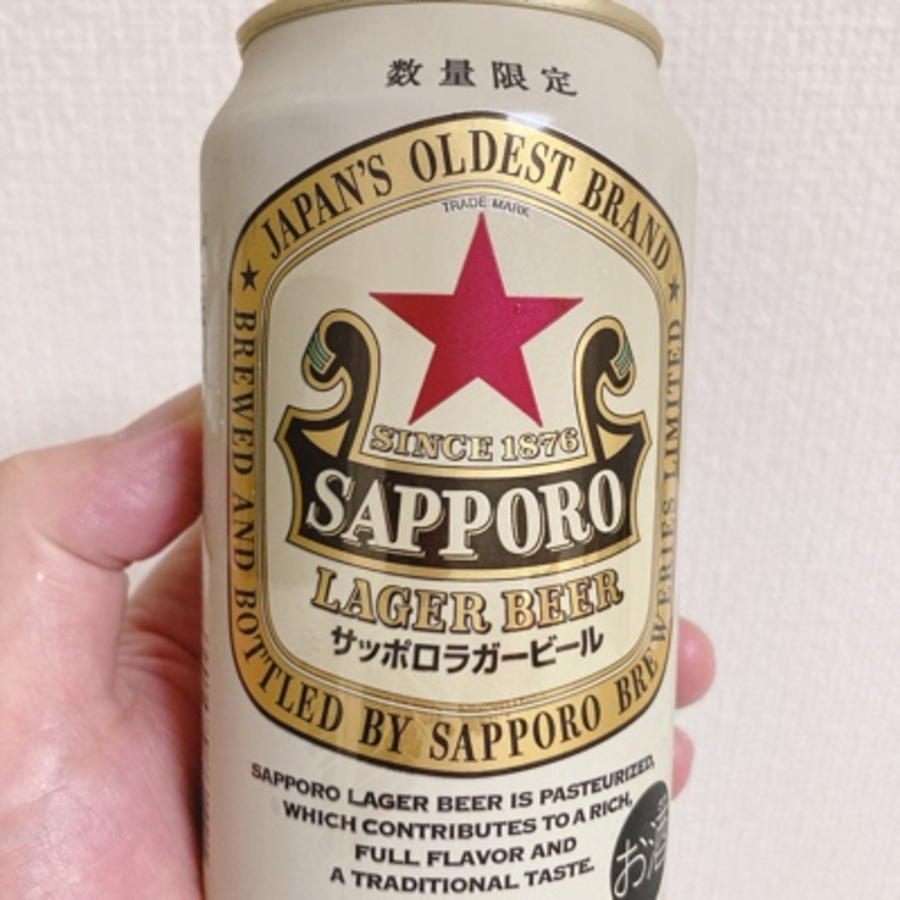 数量限定
JAPAN'S OLDEST BRAND
TRADE MARK
SINCE 1876
SAPPORO
LAGER BEER
サッポロラガービール
BREWED AND BOTTLED BY SAPPORO BREWERIES LIMITED
SAPPORO LAGER BEER IS PASTEURIZED,
WHICH CONTRIBUTES TO A RICH,
FULL FLAVOR AND
A TRADITIONAL TASTE.
お酒